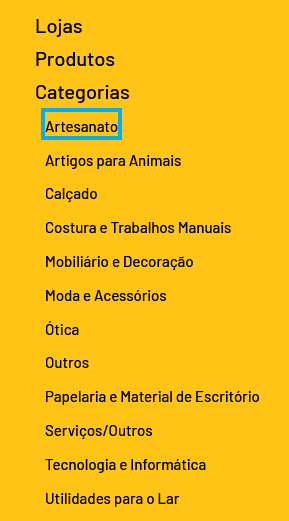 Lojas
Produtos
Categorias
Artesanato
Artigos para Animais
Calçado
Costura e Trabalhos Manuais
Mobiliário e Decoração
Moda e Acessórios
Ótica
Outros
Papelaria e Material de Escritório
Serviços/Outros
Tecnologia e Informática
Utilidades para o Lar